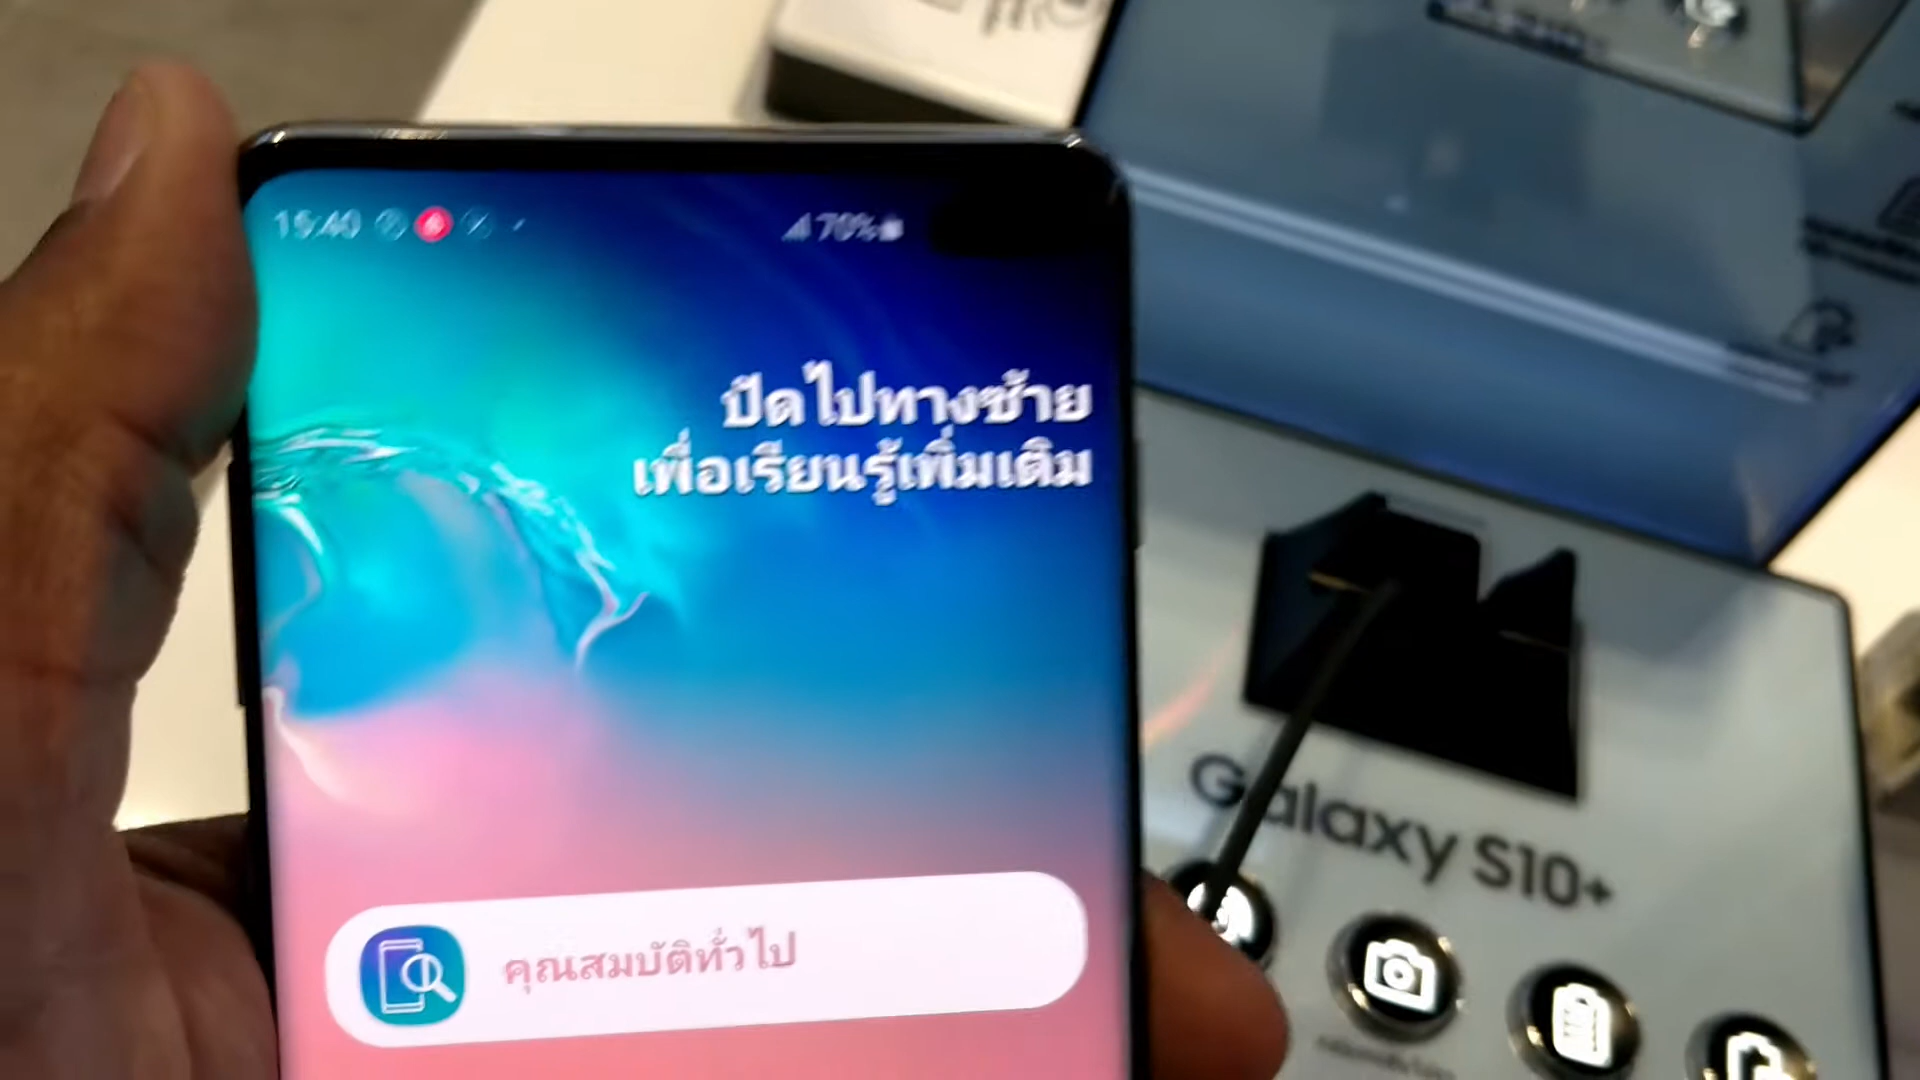 15:40
70%
ปัดไปทางซ้าย
เพื่อเรียนรู้เพิ่มเติม
คุณสมบัติทั่วไป
Galaxy S10+